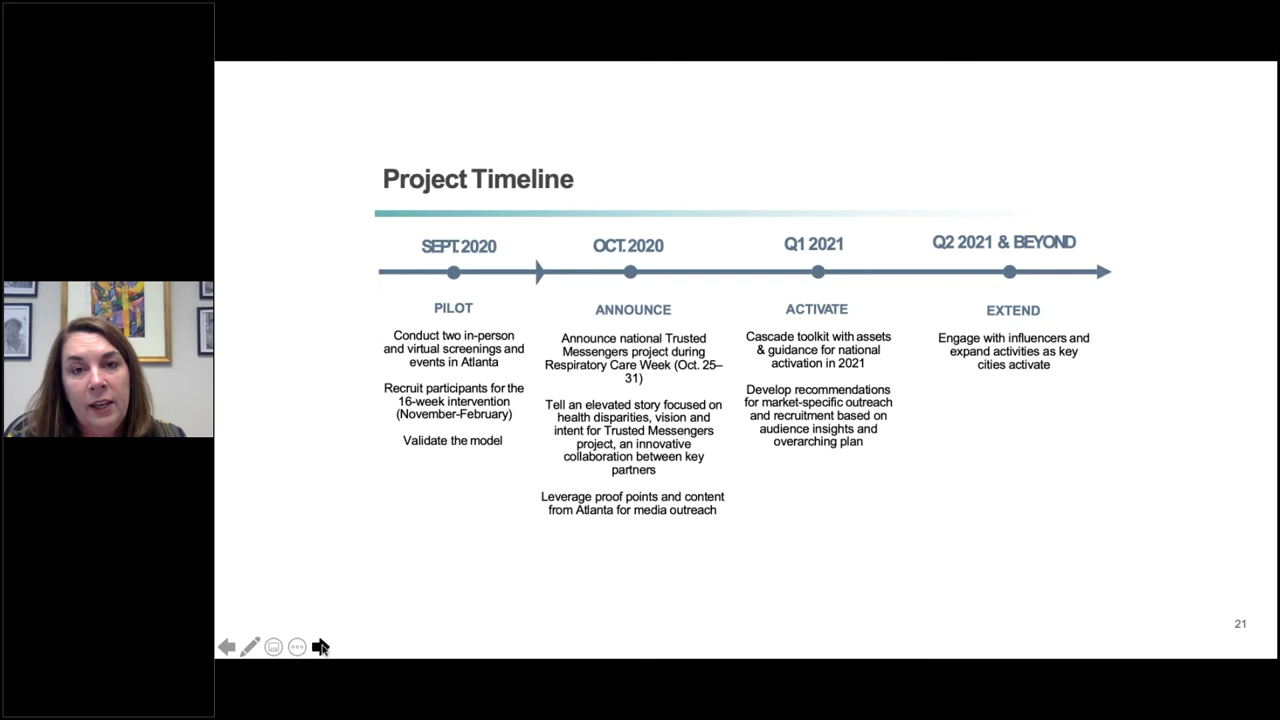 Project Timeline
SEPT. 2020
OCT. 2020
Q1 2021
Q2 2021 & BEYOND
PILOT
Conduct two in-person
and virtual screenings and
events in Atlanta
Recruit participants for the
16-week intervention
(November-February)
Validate the model
ANNOUNCE
Announce national Trusted
Messengers project during
Respiratory Care Week (Oct. 25–
31)
Tell an elevated story focused on
health disparities, vision and
intent for Trusted Messengers
project, an innovative
collaboration between key
partners
Leverage proof points and content
from Atlanta for media outreach
ACTIVATE
Cascade toolkit with assets
& guidance for national
activation in 2021
Develop recommendations
for market-specific outreach
and recruitment based on
audience insights and
overarching plan
EXTEND
Engage with influencers and
expand activities as key
cities activate
21